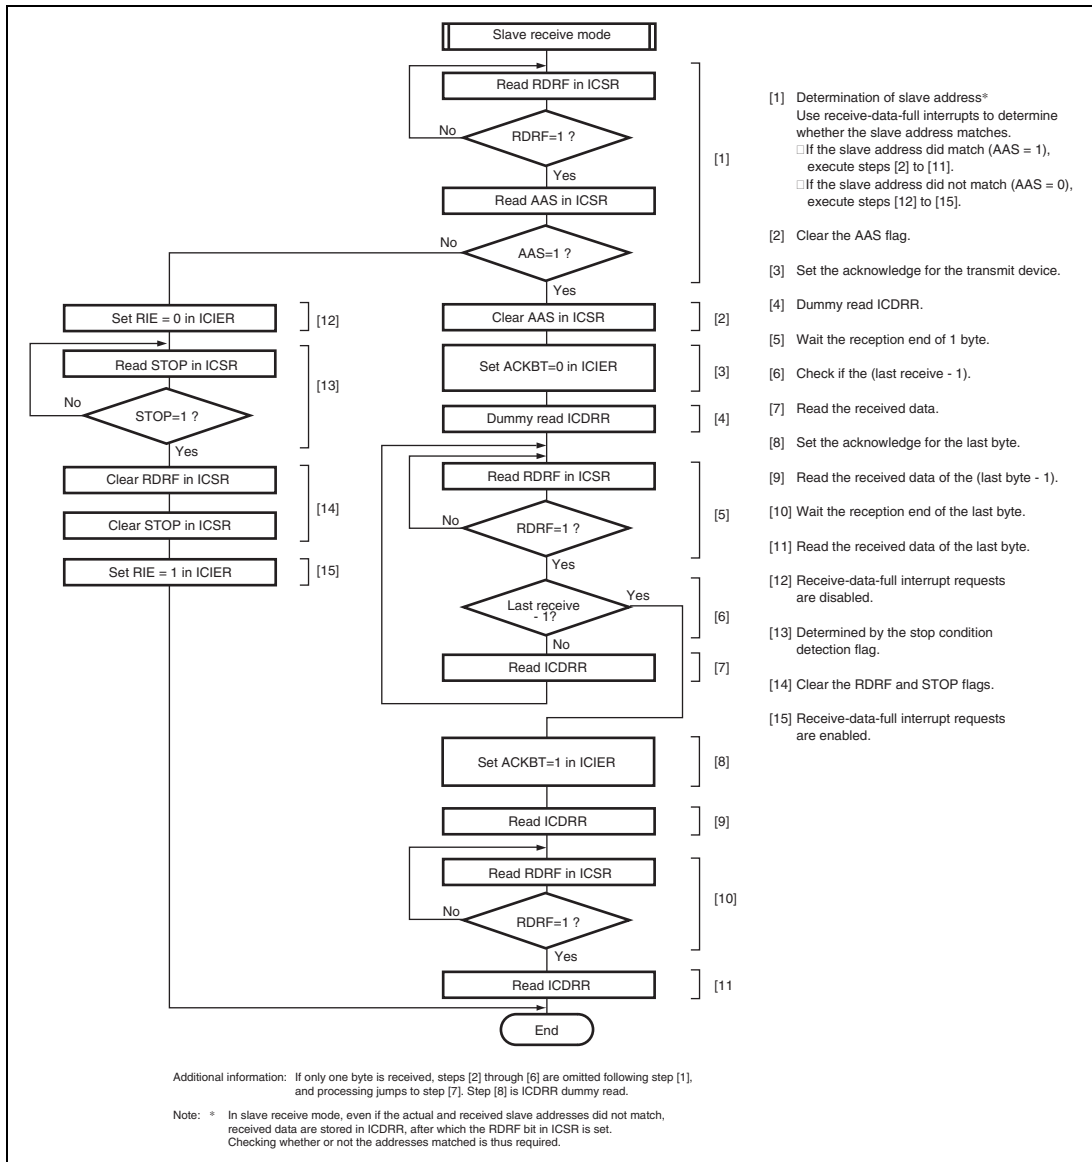 Slave receive mode
Read RDRF in ICSR
No
RDRF=1 ?
[1]
Yes
Read AAS in ICSR
No
AAS=1 ?
Yes
Set RIE = 0 in ICIER
[12]
Read STOP in ICSR
[13]
No
STOP=1 ?
Yes
Clear RDRF in ICSR
[14]
Clear STOP in ICSR
Set RIE = 1 in ICIER
[15]
Clear AAS in ICSR
[2]
Set ACKBT=0 in ICIER
[3]
Dummy read ICDRR
[4]
Read RDRF in ICSR
[5]
No
RDRF=1 ?
Yes
Last receive
- 1?
Yes
[6]
No
Read ICDRR
[7]
Set ACKBT=1 in ICIER
[8]
Read ICDRR
[9]
Read RDRF in ICSR
[10]
No
RDRF=1 ?
Yes
Read ICDRR
[11
End
[1] Determination of slave address*
Use receive-data-full interrupts to determine
whether the slave address matches.
□If the slave address did match (AAS = 1),
execute steps [2] to [11].
□If the slave address did not match (AAS = 0),
execute steps [12] to [15].
[2] Clear the AAS flag.
[3] Set the acknowledge for the transmit device.
[4] Dummy read ICDRR.
[5] Wait the reception end of 1 byte.
[6] Check if the (last receive - 1).
[7] Read the received data.
[8] Set the acknowledge for the last byte.
[9] Read the received data of the (last byte - 1).
[10] Wait the reception end of the last byte.
[11] Read the received data of the last byte.
[12] Receive-data-full interrupt requests
are disabled.
[13] Determined by the stop condition
detection flag.
[14] Clear the RDRF and STOP flags.
[15] Receive-data-full interrupt requests
are enabled.
Additional information: If only one byte is received, steps [2] through [6] are omitted following step [1],
and processing jumps to step [7]. Step [8] is ICDRR dummy read.
Note: * In slave receive mode, even if the actual and received slave addresses did not match,
received data are stored in ICDRR, after which the RDRF bit in ICSR is set.
Checking whether or not the addresses matched is thus required.